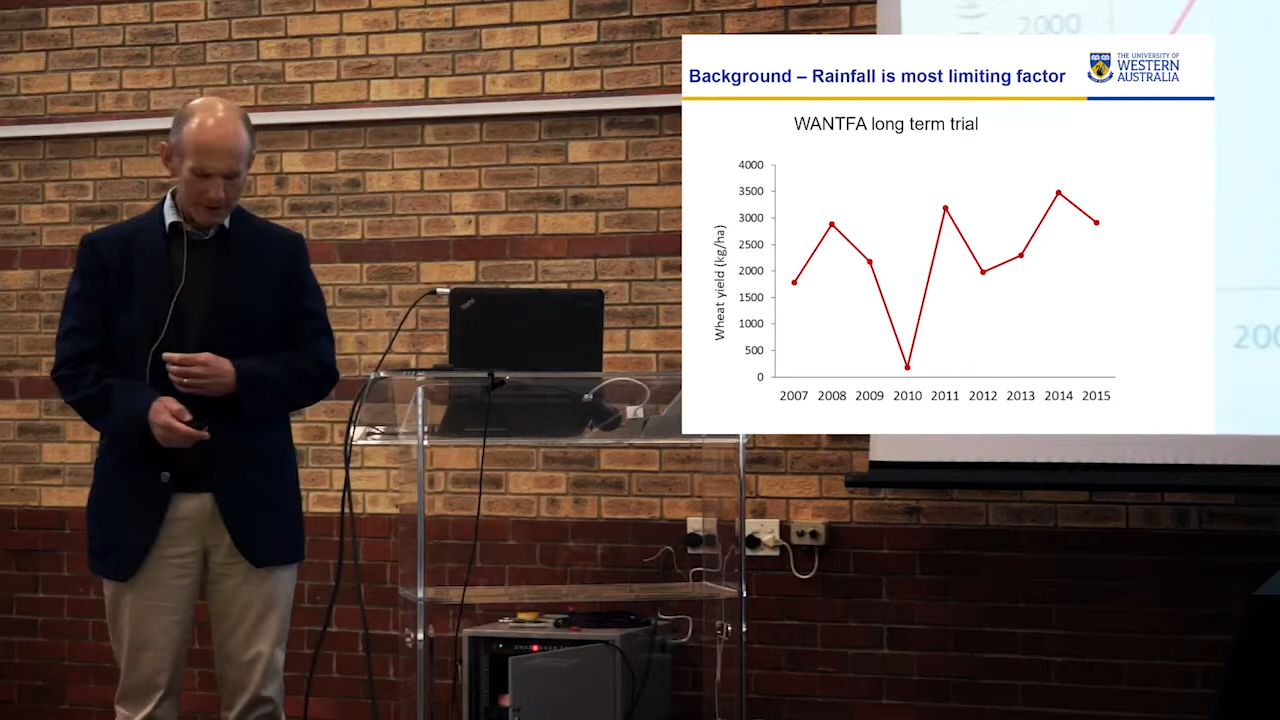 2000
Background – Rainfall is most limiting factor
THE UNIVERSITY OF
WESTERN
AUSTRALIA
WANTFA long term trial
Wheat yield (kg/ha)
4000
3500
3000
2500
2000
1500
1000
500
0
2007 2008 2009 2010 2011 2012 2013 2014 2015
ThinkPad